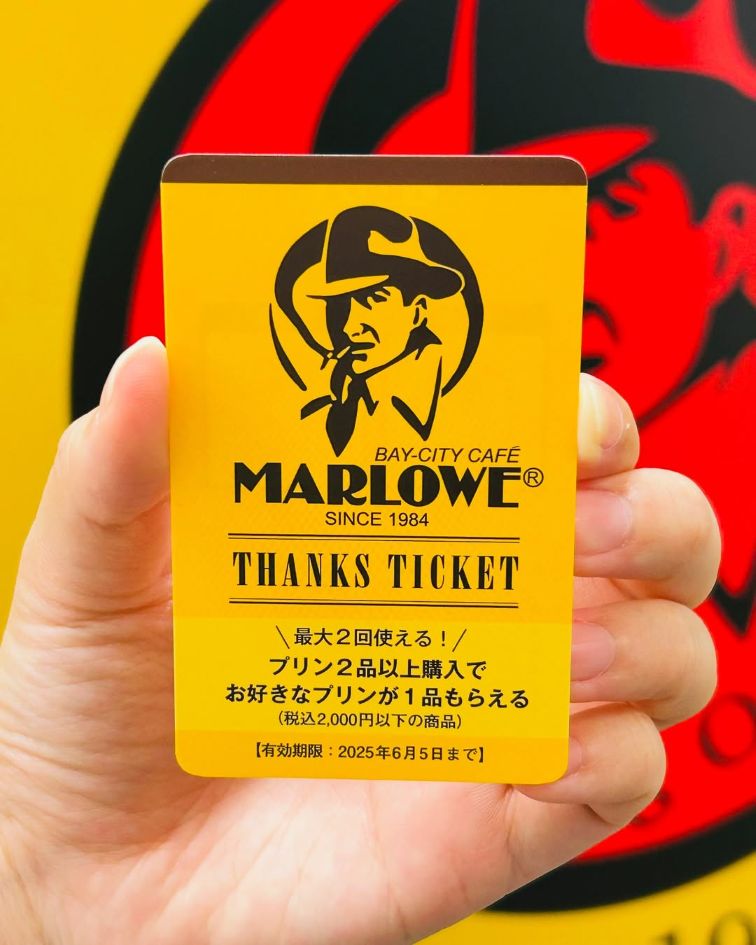 BAY-CITY CAFÉ
MARLOWE®
SINCE 1984
THANKS TICKET
\最大2回使える！/
プリン2品以上購入で
お好きなプリンが1品もらえる
（税込2,000円以下の商品）
【有効期限：2025年6月5日まで】